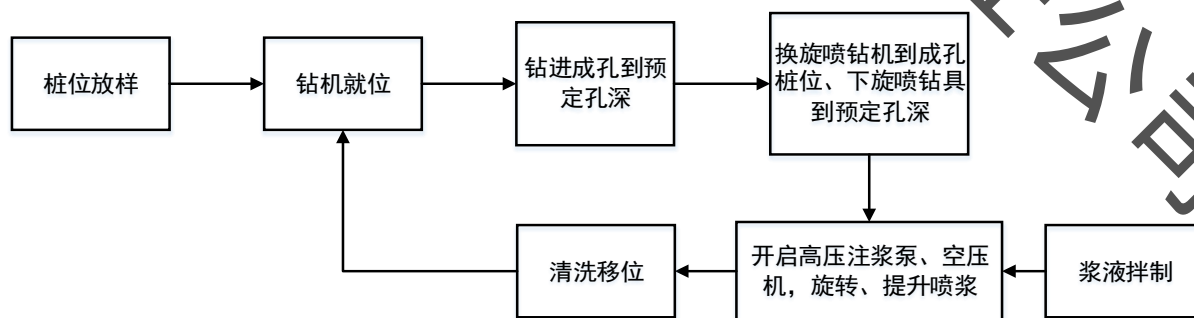 桩位放样
钻机就位
钻进成孔到预
定孔深
换旋喷钻机到成孔
桩位、下旋喷钻具
到预定孔深
清洗移位
开启高压注浆泵、空压
机，旋转、提升喷浆
浆液拌制
公司